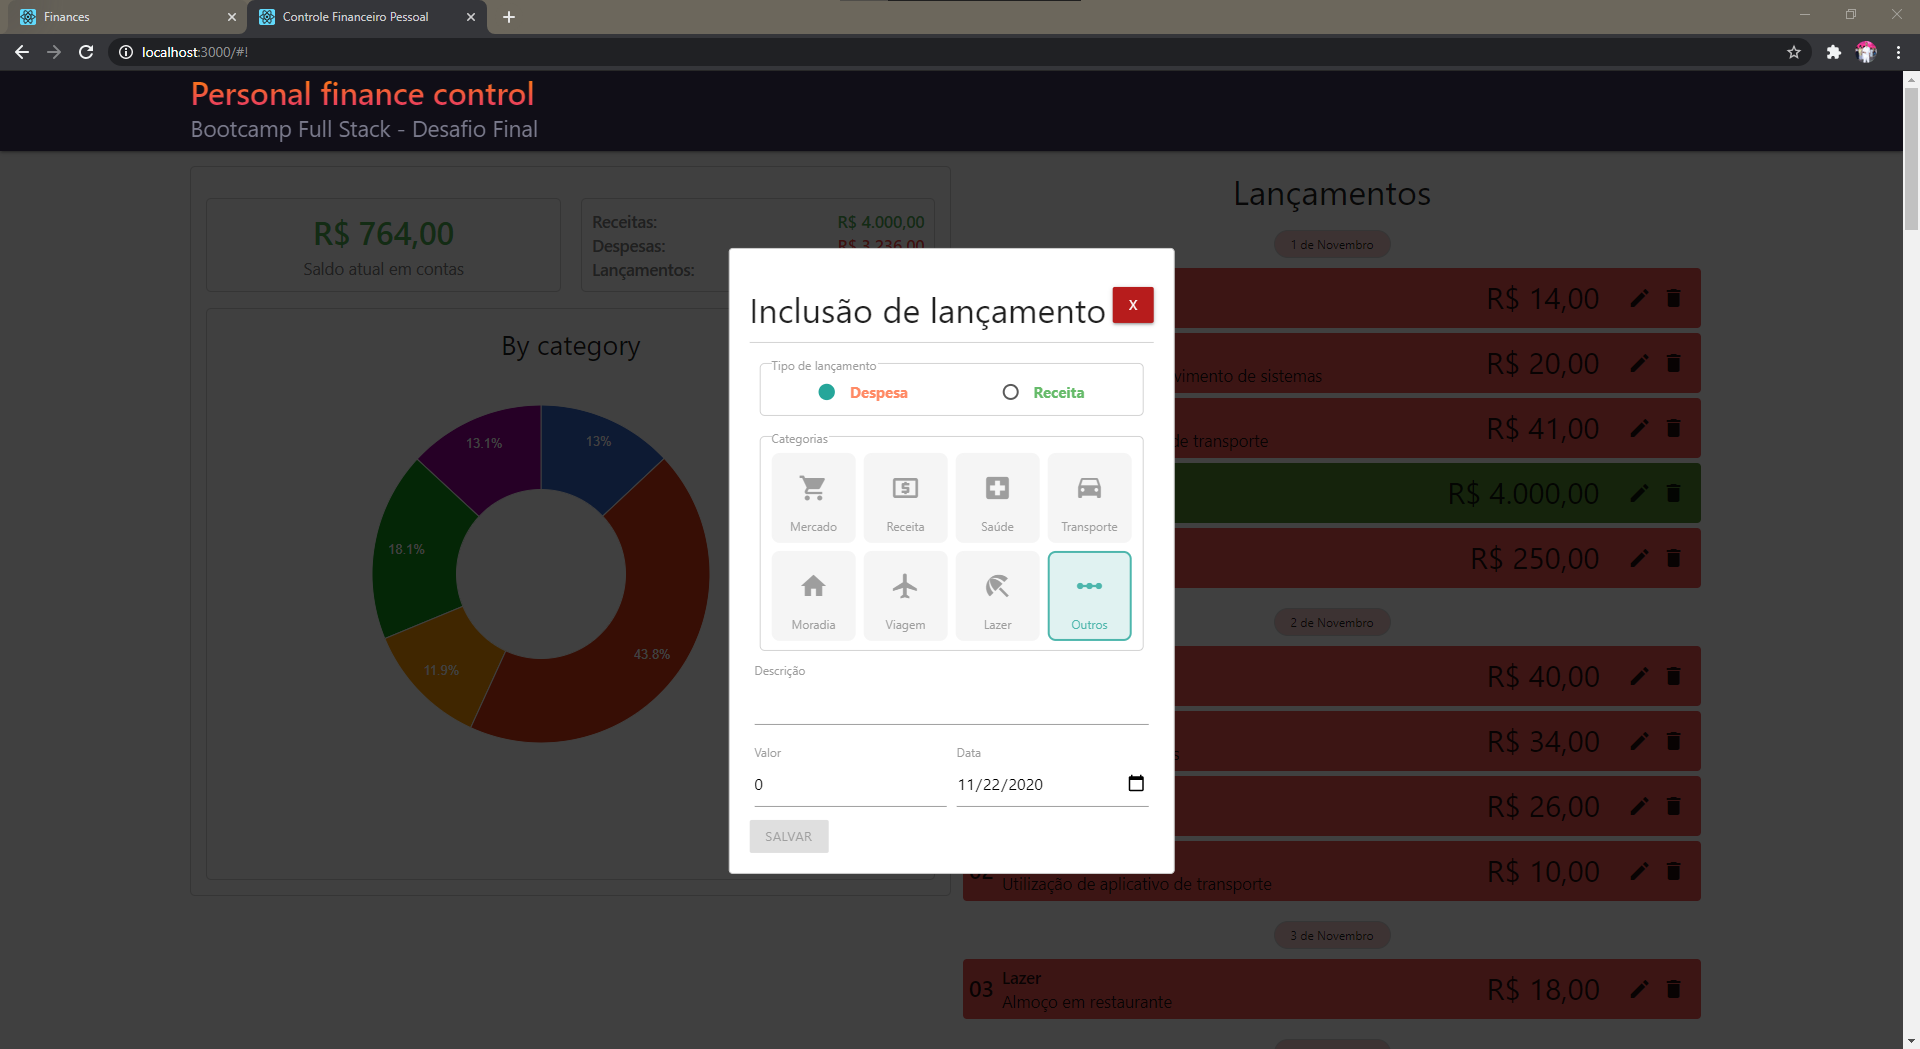 Finances
Controle Financeiro Pessoal
localhost:3000/#!
Personal finance control
Bootcamp Full Stack - Desafio Final
R$ 764,00
Saldo atual em contas
Receitas: R$ 4.000,00
Despesas: R$ 3.236,00
Lançamentos:
By category
13.1%
13%
18.1%
43.8%
11.9%
Inclusão de lançamento
X
Tipo de lançamento
Despesa
Receita
Categorias
Mercado
Receita
Saúde
Transporte
Moradia
Viagem
Lazer
Outros
Descrição
Valor
0
Data
11/22/2020
SALVAR
Lançamentos
1 de Novembro
R$ 14,00
R$ 20,00
vimento de sistemas
R$ 41,00
de transporte
R$ 4.000,00
R$ 250,00
2 de Novembro
R$ 40,00
R$ 34,00
R$ 26,00
R$ 10,00
02
Utilização de aplicativo de transporte
3 de Novembro
03
Lazer
Almoço em restaurante
R$ 18,00